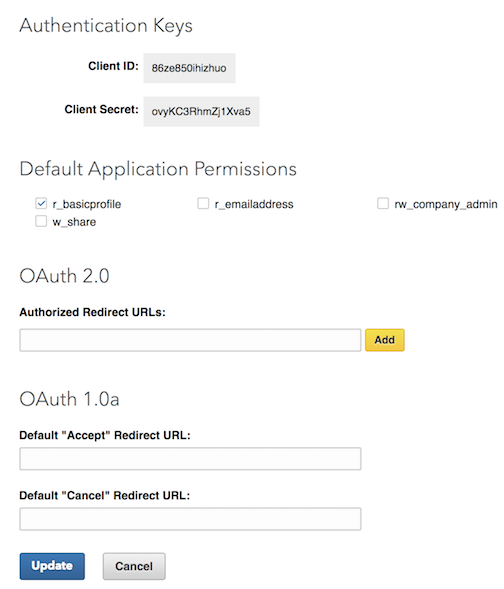 Authentication Keys
Client ID: 86ze850ihizhuo
Client Secret: ovyKC3RhmZj1Xva5
Default Application Permissions
r_basicprofile r_emailaddress rw_company_admin
w_share
OAuth 2.0
Authorized Redirect URLs:
Add
OAuth 1.0a
Default "Accept" Redirect URL:
Default "Cancel" Redirect URL:
Update Cancel